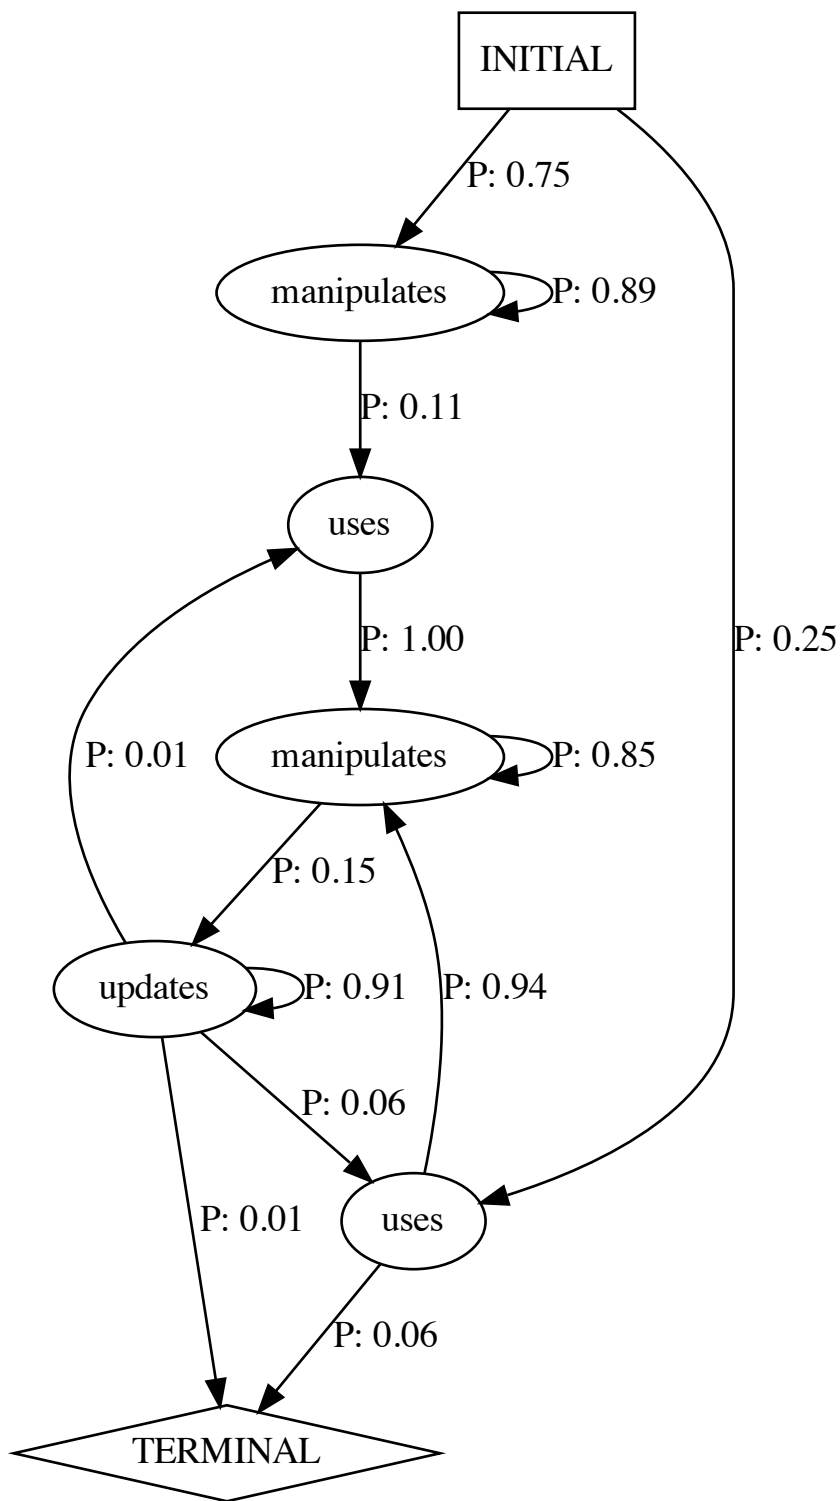 INITIAL
P: 0.75
manipulates
P: 0.89
P: 0.11
uses
P: 1.00
P: 0.25
P: 0.01
manipulates
P: 0.85
P: 0.15
updates
P: 0.91
P: 0.94
P: 0.06
P: 0.01
uses
P: 0.06
TERMINAL